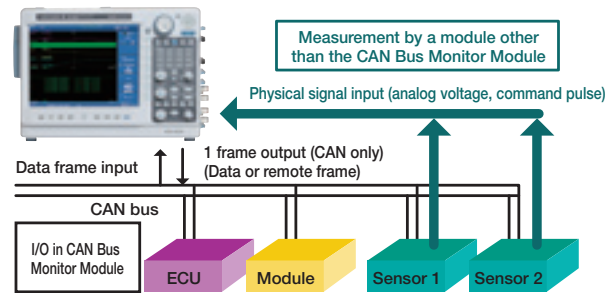 Measurement by a module other
than the CAN Bus Monitor Module
Physical signal input (analog voltage, command pulse)
1 frame output (CAN only)
(Data or remote frame)
Data frame input
CAN bus
I/O in CAN Bus
Monitor Module
ECU
Module
Sensor 1
Sensor 2